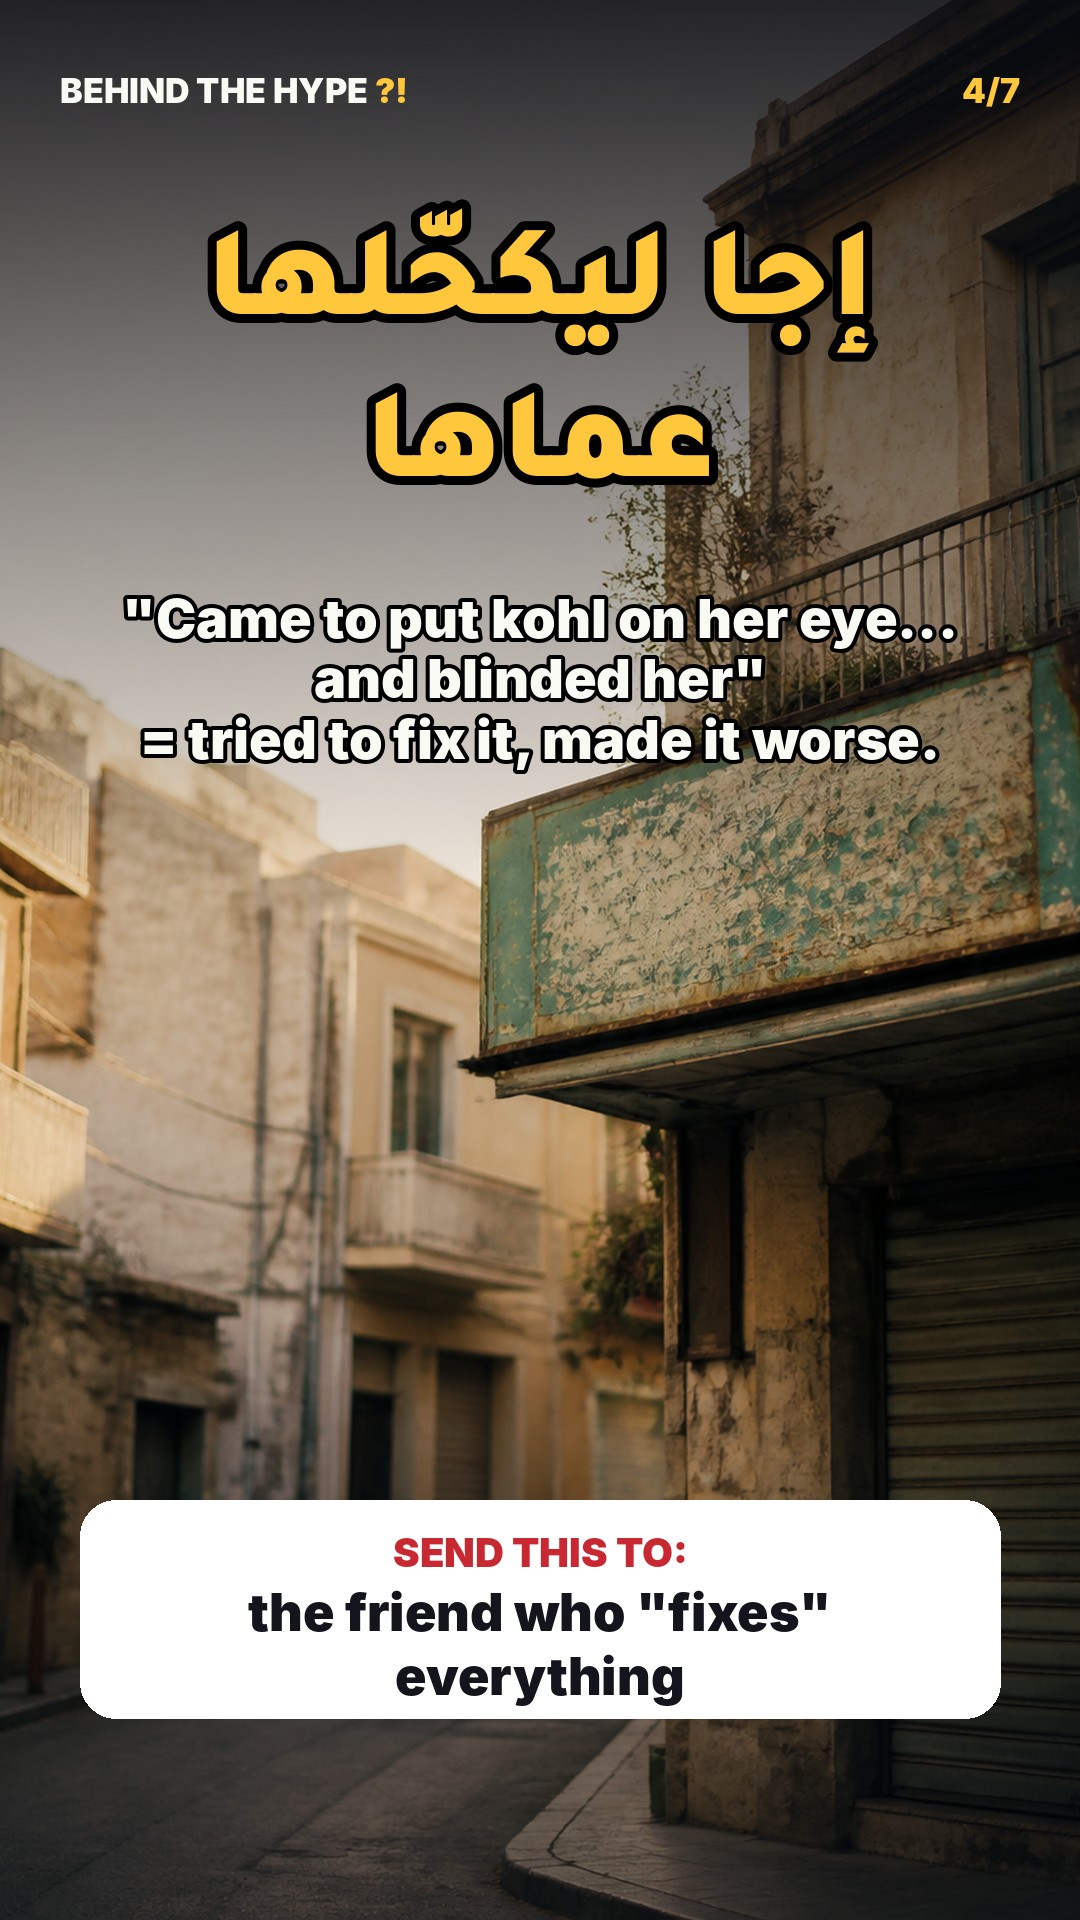 BEHIND THE HYPE ?!
4/7
إجا ليكحّلها
عماها
"Came to put kohl on her eye...
and blinded her"
= tried to fix it, made it worse.
SEND THIS TO:
the friend who "fixes"
everything